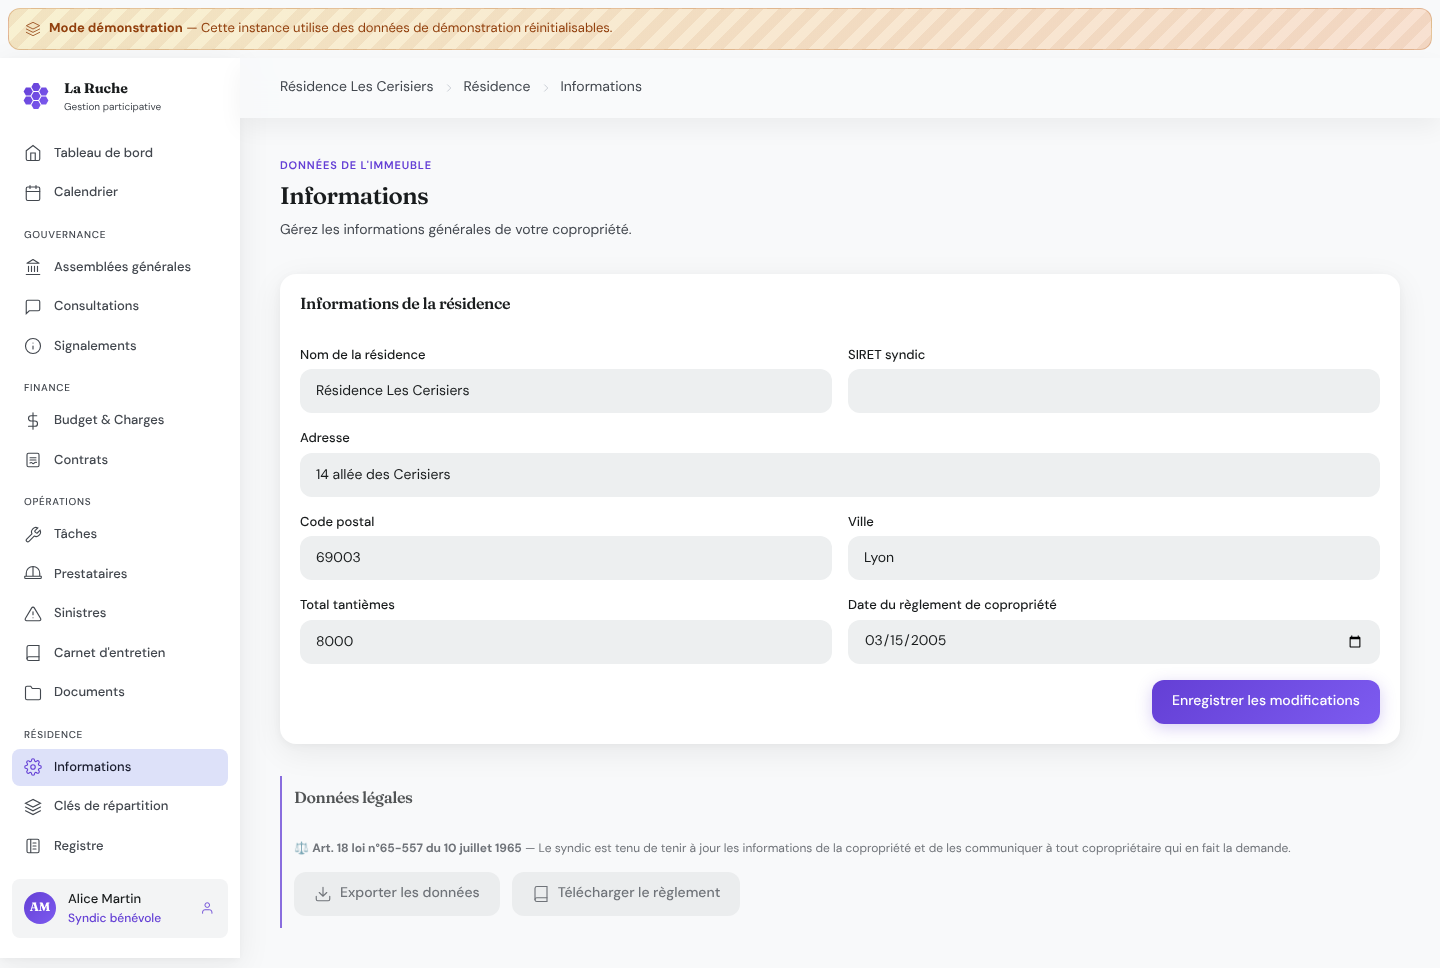 Mode démonstration — Cette instance utilise des données de démonstration réinitialisables.
La Ruche
Gestion participative
Tableau de bord
Calendrier
GOUVERNANCE
Assemblées générales
Consultations
Signalements
FINANCE
Budget & Charges
Contrats
OPÉRATIONS
Tâches
Prestataires
Sinistres
Carnet d'entretien
Documents
RÉSIDENCE
Informations
Clés de répartition
Registre
AM
Alice Martin
Syndic bénévole
Résidence Les Cerisiers > Résidence > Informations
DONNÉES DE L'IMMEUBLE
Informations
Gérez les informations générales de votre copropriété.
Informations de la résidence
Nom de la résidence
Résidence Les Cerisiers
SIRET syndic
Adresse
14 allée des Cerisiers
Code postal
69003
Ville
Lyon
Total tantièmes
8000
Date du règlement de copropriété
03/15/2005
Enregistrer les modifications
Données légales
⚖️ Art. 18 loi n°65-557 du 10 juillet 1965 — Le syndic est tenu de tenir à jour les informations de la copropriété et de les communiquer à tout copropriétaire qui en fait la demande.
Exporter les données
Télécharger le règlement